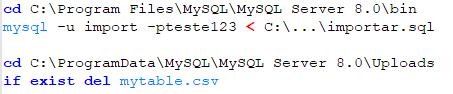 cd C:\Program Files\MySQL\MySQL Server 8.0\bin
mysql -u import -pteste123 < C:\...\importar.sql
cd C:\ProgramData\MySQL\MySQL Server 8.0\Uploads
if exist del mytable.csv